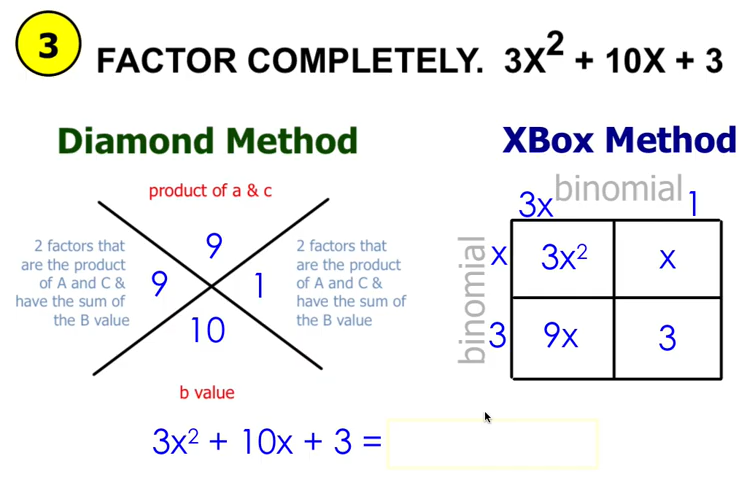 3
FACTOR COMPLETELY. 3X² + 10X + 3
Diamond Method
XBox Method
product of a & c
binomial
3x
1
2 factors that
are the product
of A and C &
have the sum of
the B value
9
9
1
10
2 factors that
are the product
of A and C &
have the sum of
the B value
binomial
x
3x²
x
3
9x
3
b value
3x² + 10x + 3 =